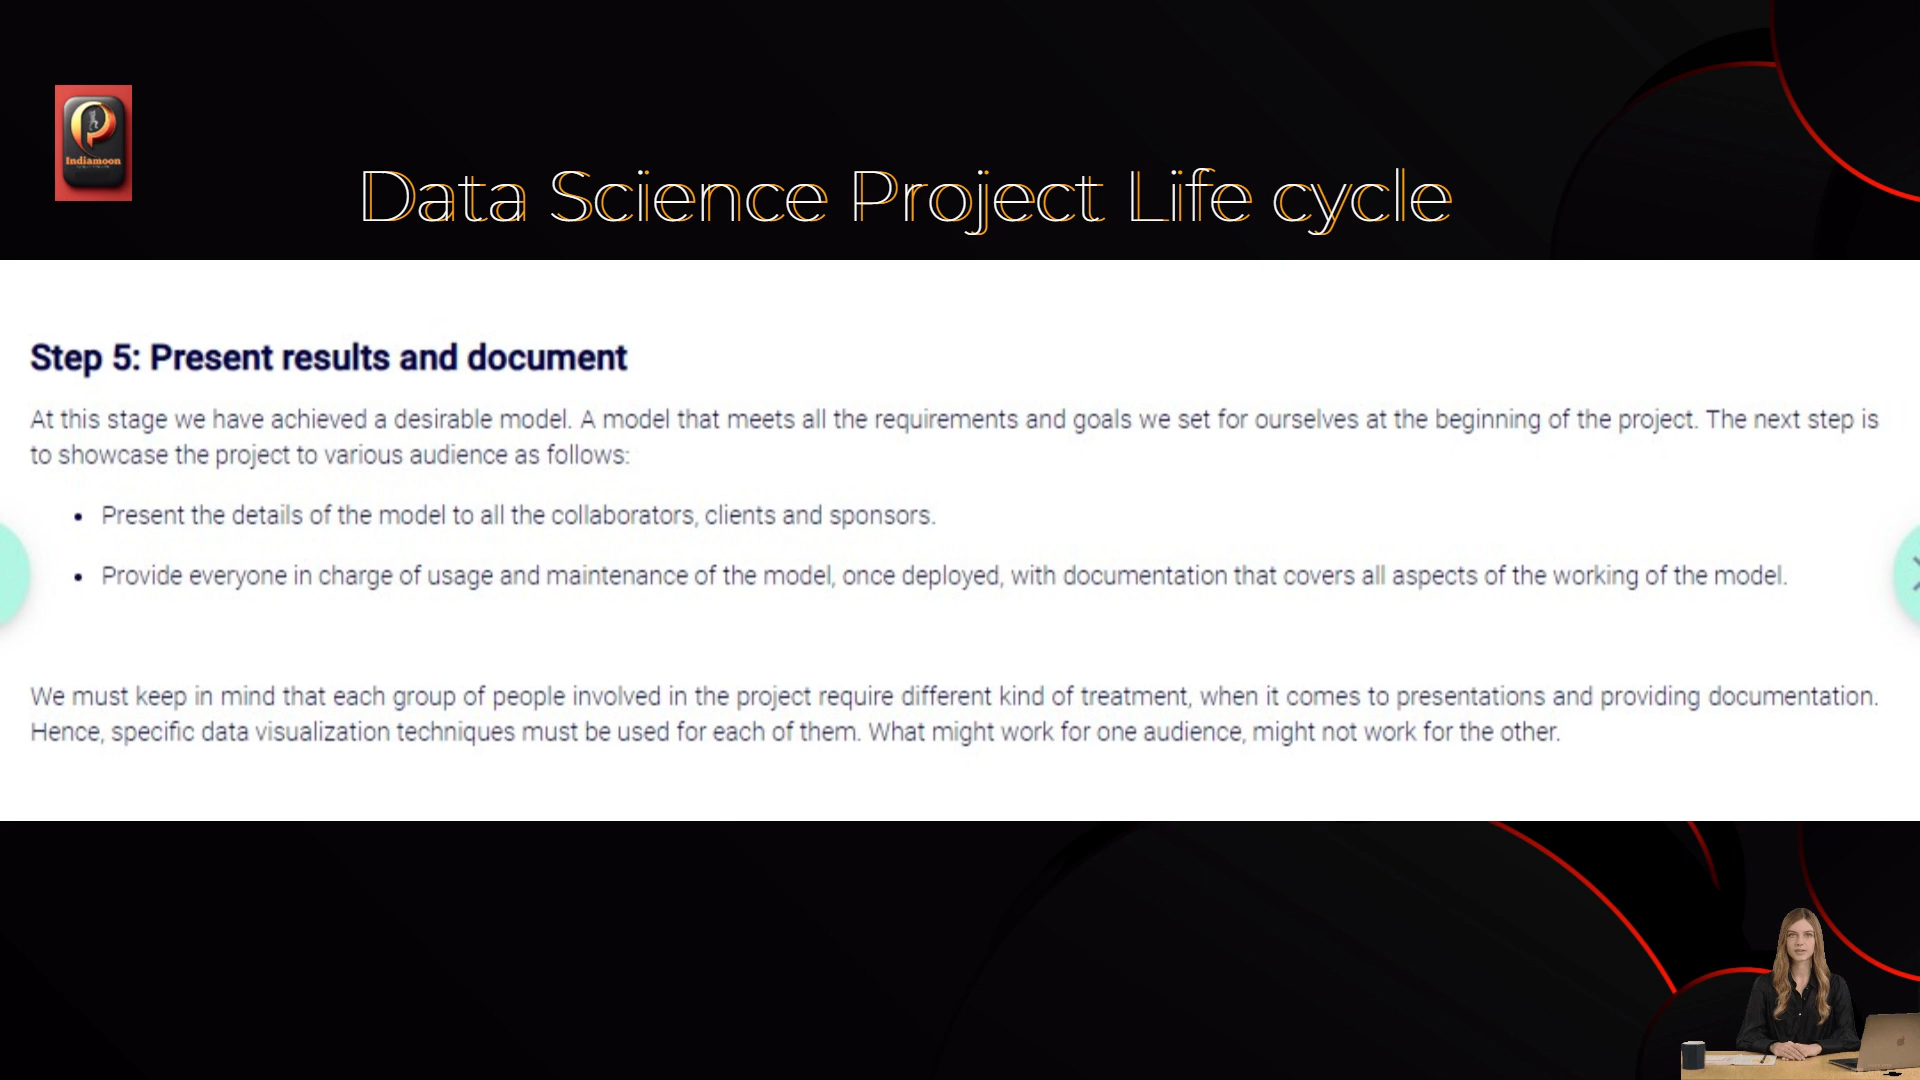 Indiamoon
Data Science Project Life cycle
Step 5: Present results and document
At this stage we have achieved a desirable model. A model that meets all the requirements and goals we set for ourselves at the beginning of the project. The next step is
to showcase the project to various audience as follows:
• Present the details of the model to all the collaborators, clients and sponsors.
• Provide everyone in charge of usage and maintenance of the model, once deployed, with documentation that covers all aspects of the working of the model.
We must keep in mind that each group of people involved in the project require different kind of treatment, when it comes to presentations and providing documentation.
Hence, specific data visualization techniques must be used for each of them. What might work for one audience, might not work for the other.